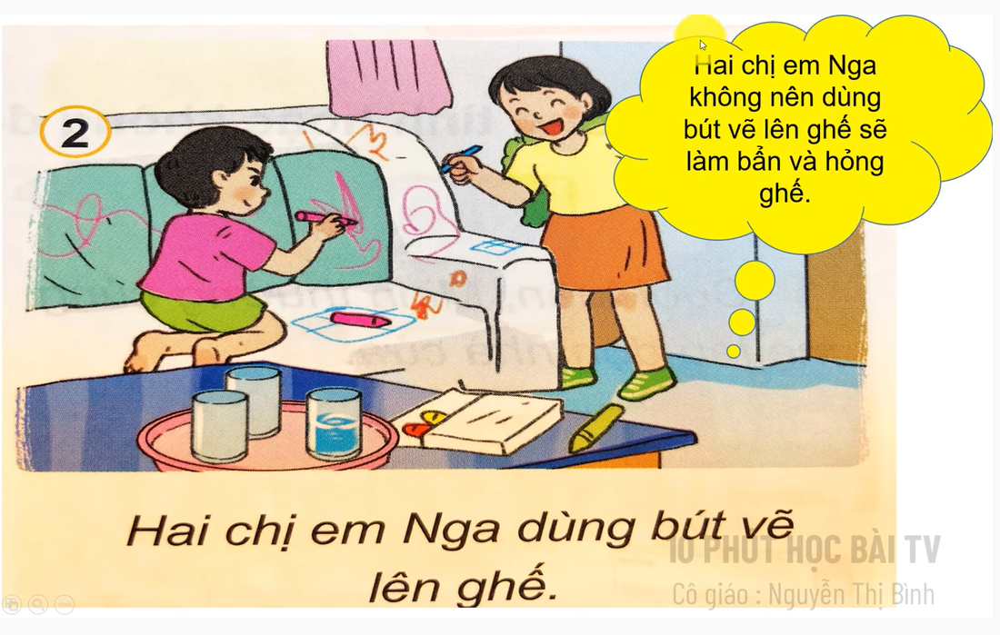 2
Hai chị em Nga
không nên dùng
bút vẽ lên ghế sẽ
làm bẩn và hỏng
ghế.
Hai chị em Nga dùng bút vẽ
lên ghế.
10 PHÚT HỌC BÀI TV
Cô giáo : Nguyễn Thị Bình